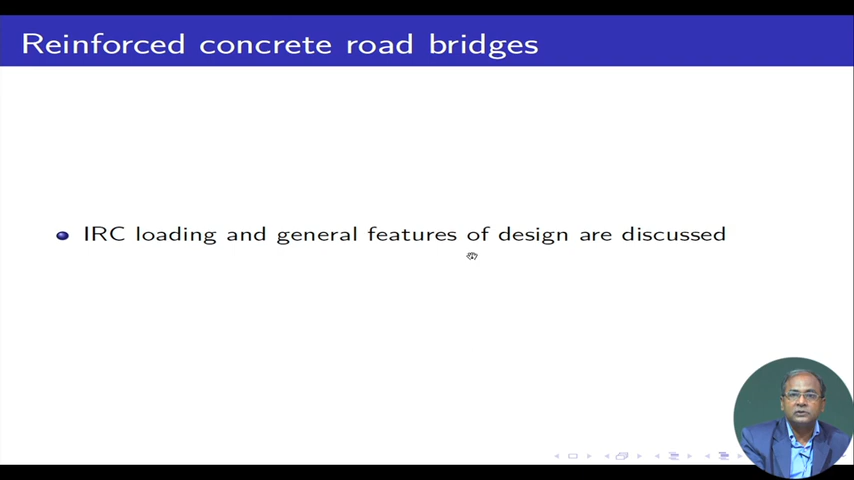 Reinforced concrete road bridges
IRC loading and general features of design are discussed